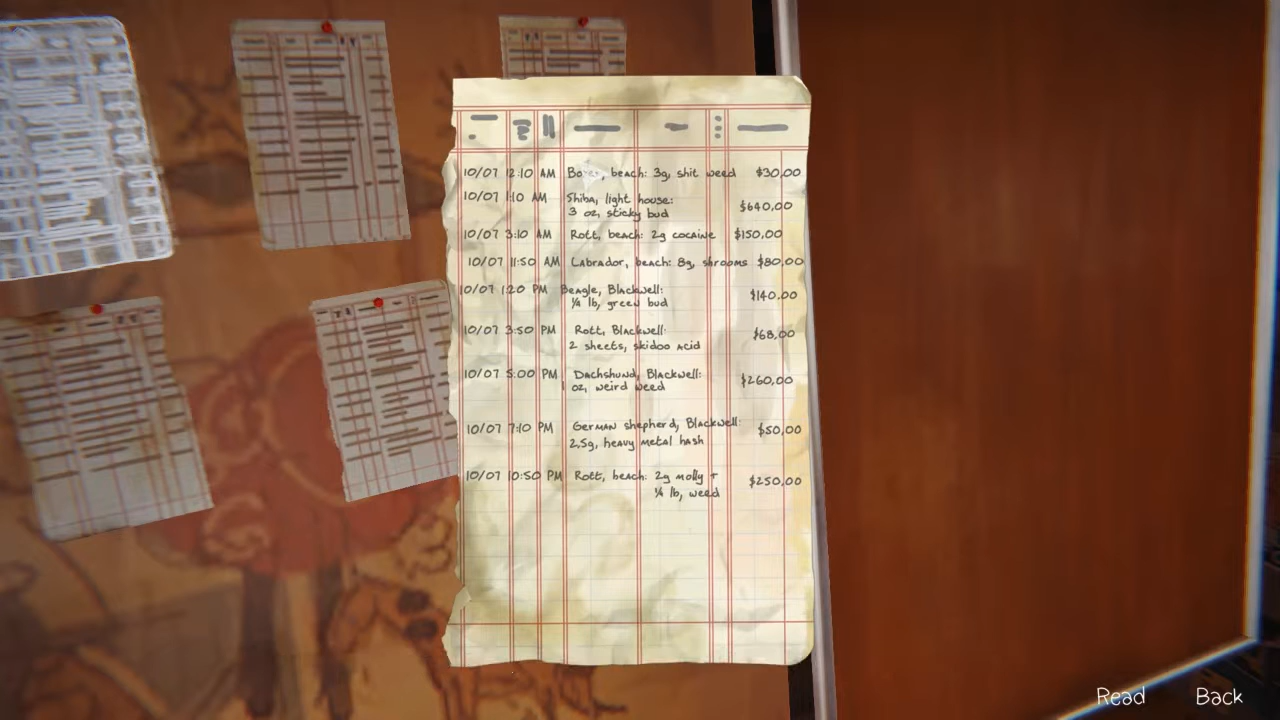 10/07 12:10 AM Boxer, beach: 3g, shit weed $30,00
10/07 1:10 AM Shiba, light house:
3 oz, sticky bud $640,00
10/07 3:10 AM Rott, beach: 2g cocaine $150,00
10/07 11:50 AM Labrador, beach: 8g, shrooms $80,00
10/07 1:20 PM Beagle, Blackwell:
1/4 lb, green bud $140,00
10/07 3:50 PM Rott, Blackwell:
2 sheets, skidoo Acid $68,00
10/07 5:00 PM Dachshund, Blackwell:
1 oz, weird weed $260,00
10/07 7:10 PM German shepherd, Blackwell:
2,5g, heavy metal hash $50,00
10/07 10:50 PM Rott, beach: 2g molly +
1/4 lb, weed $250,00
Read Back